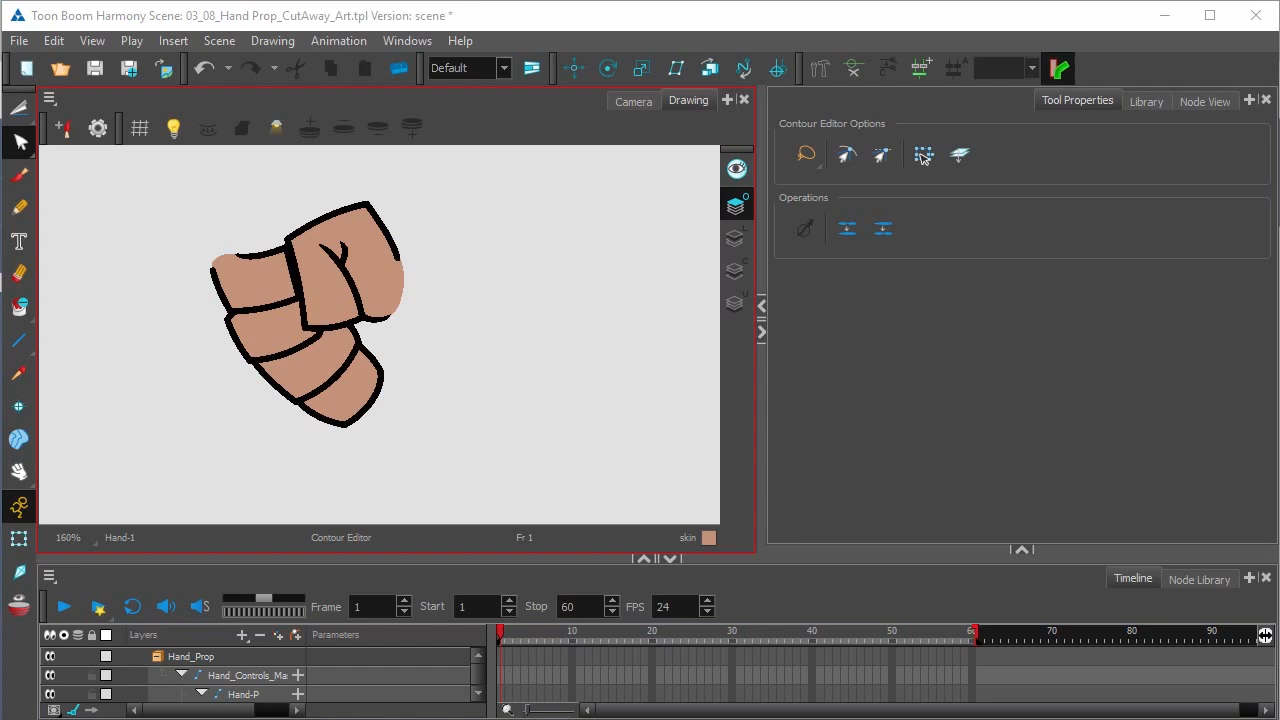 Toon Boom Harmony Scene: 03_08_Hand Prop_CutAway_Art.tpl Version: scene *
File Edit View Play Insert Scene Drawing Animation Windows Help
Default
Camera Drawing
Tool Properties Library Node View
Contour Editor Options
Operations
160% Hand-1 Contour Editor Fr 1 skin
Timeline Node Library
Frame 1 Start 1 Stop 60 FPS 24
Layers Parameters 10 20 30 40 50 60 70 80 90
Hand_Prop
Hand_Controls_Ma
Hand-P